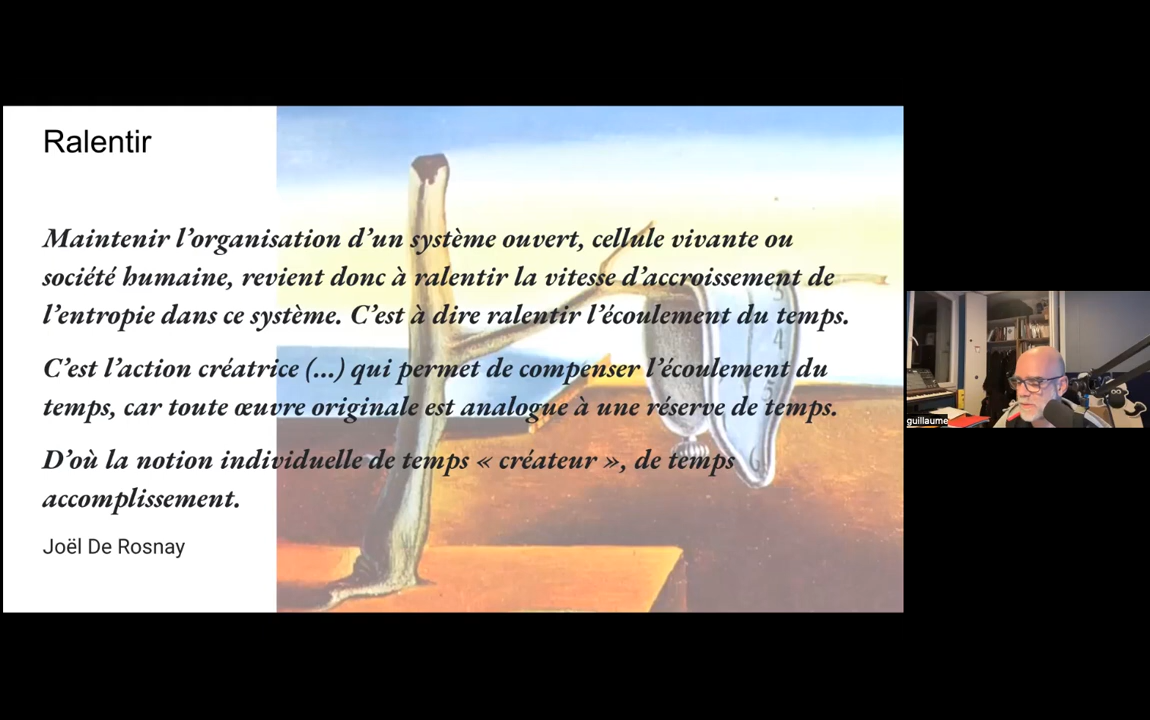 Ralentir
Maintenir l’organisation d’un système ouvert, cellule vivante ou
société humaine, revient donc à ralentir la vitesse d’accroissement de
l’entropie dans ce système. C’est à dire ralentir l’écoulement du temps.
C’est l’action créatrice (...) qui permet de compenser l’écoulement du
temps, car toute œuvre originale est analogue à une réserve de temps.
D’où la notion individuelle de temps « créateur », de temps
accomplissement.
Joël De Rosnay
guillaume